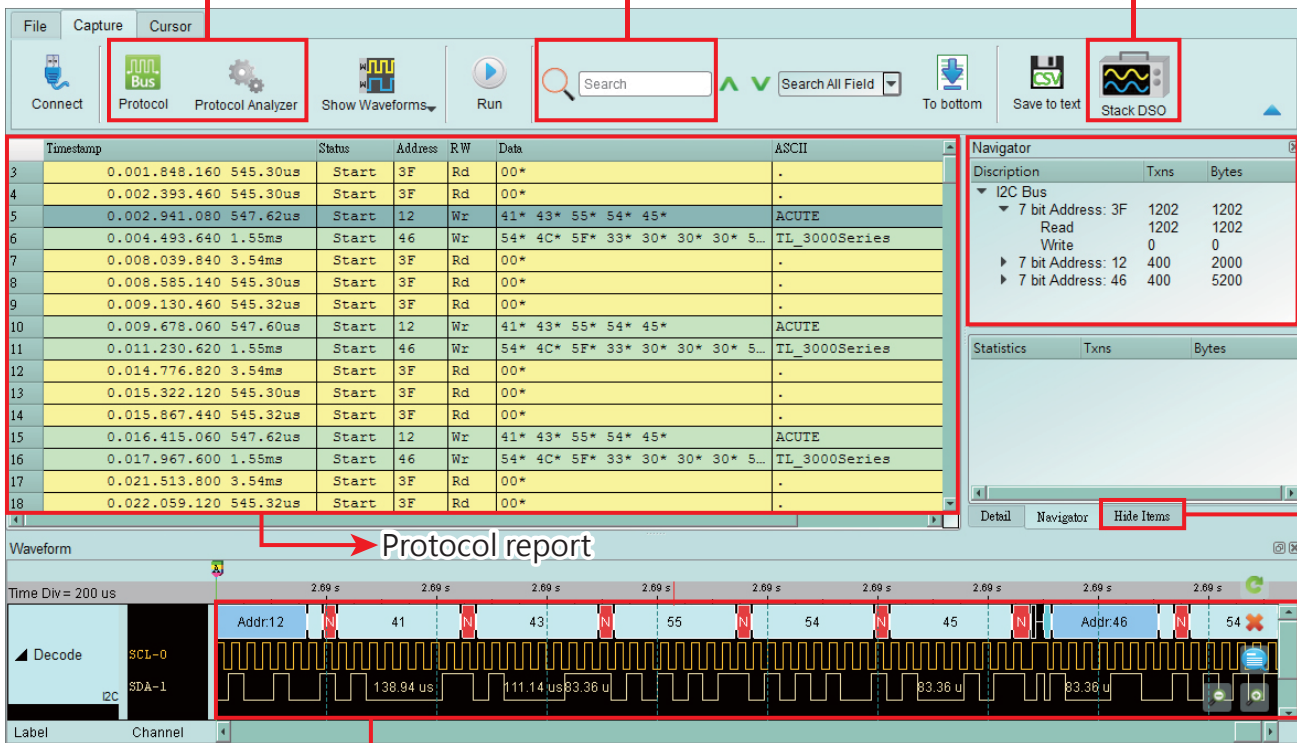 File Capture Cursor
Connect Protocol Protocol Analyzer Show Waveforms Run Search Search All Field To bottom Save to text Stack DSO
Bus CSV
Timestamp Status Address RW Data ASCII
3 0.001.848.160 545.30us Start 3F Rd 00* .
4 0.002.393.460 545.30us Start 3F Rd 00* .
5 0.002.941.080 547.62us Start 12 Wr 41* 43* 55* 54* 45* ACUTE
6 0.004.493.640 1.55ms Start 46 Wr 54* 4C* 5F* 33* 30* 30* 30* 5… TL_3000Series
7 0.008.039.840 3.54ms Start 3F Rd 00* .
8 0.008.585.140 545.30us Start 3F Rd 00* .
9 0.009.130.460 545.32us Start 3F Rd 00* .
10 0.009.678.060 547.60us Start 12 Wr 41* 43* 55* 54* 45* ACUTE
11 0.011.230.620 1.55ms Start 46 Wr 54* 4C* 5F* 33* 30* 30* 30* 5… TL_3000Series
12 0.014.776.820 3.54ms Start 3F Rd 00* .
13 0.015.322.120 545.30us Start 3F Rd 00* .
14 0.015.867.440 545.32us Start 3F Rd 00* .
15 0.016.415.060 547.62us Start 12 Wr 41* 43* 55* 54* 45* ACUTE
16 0.017.967.600 1.55ms Start 46 Wr 54* 4C* 5F* 33* 30* 30* 30* 5… TL_3000Series
17 0.021.513.800 3.54ms Start 3F Rd 00* .
18 0.022.059.120 545.32us Start 3F Rd 00* .
Navigator
Discription Txns Bytes
I2C Bus
7 bit Address: 3F 1202 1202
Read 1202 1202
Write 0 0
7 bit Address: 12 400 2000
7 bit Address: 46 400 5200
Statistics Txns Bytes
Detail Navigator Hide Items
Protocol report
Waveform
A
Time Div = 200 us 2.69 s 2.69 s 2.69 s 2.69 s 2.69 s 2.69 s 2.69 s 2.69 s 2.69 s
Addr:12 N 41 N 43 N 55 N 54 N 45 N Addr:46 N 54
Decode SCL-0
I2C SDA-1 138.94 us 111.14 us 83.36 u 83.36 u 83.36 u
Label Channel